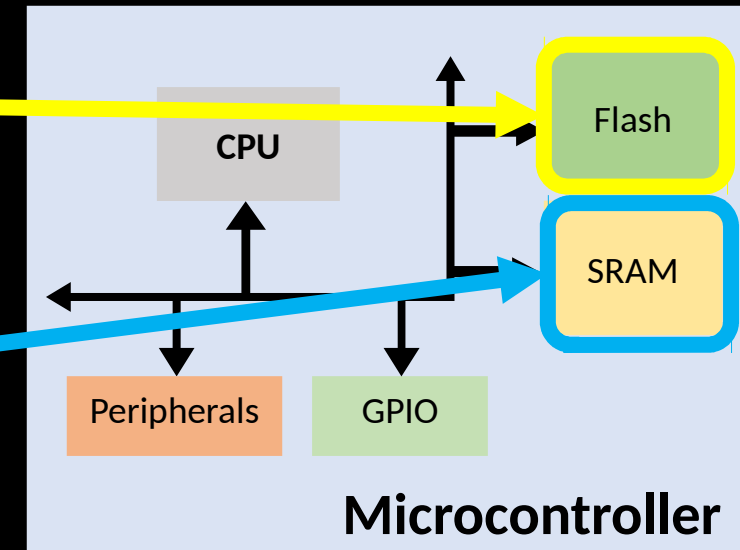 Flash
CPU
SRAM
Peripherals
GPIO
Microcontroller